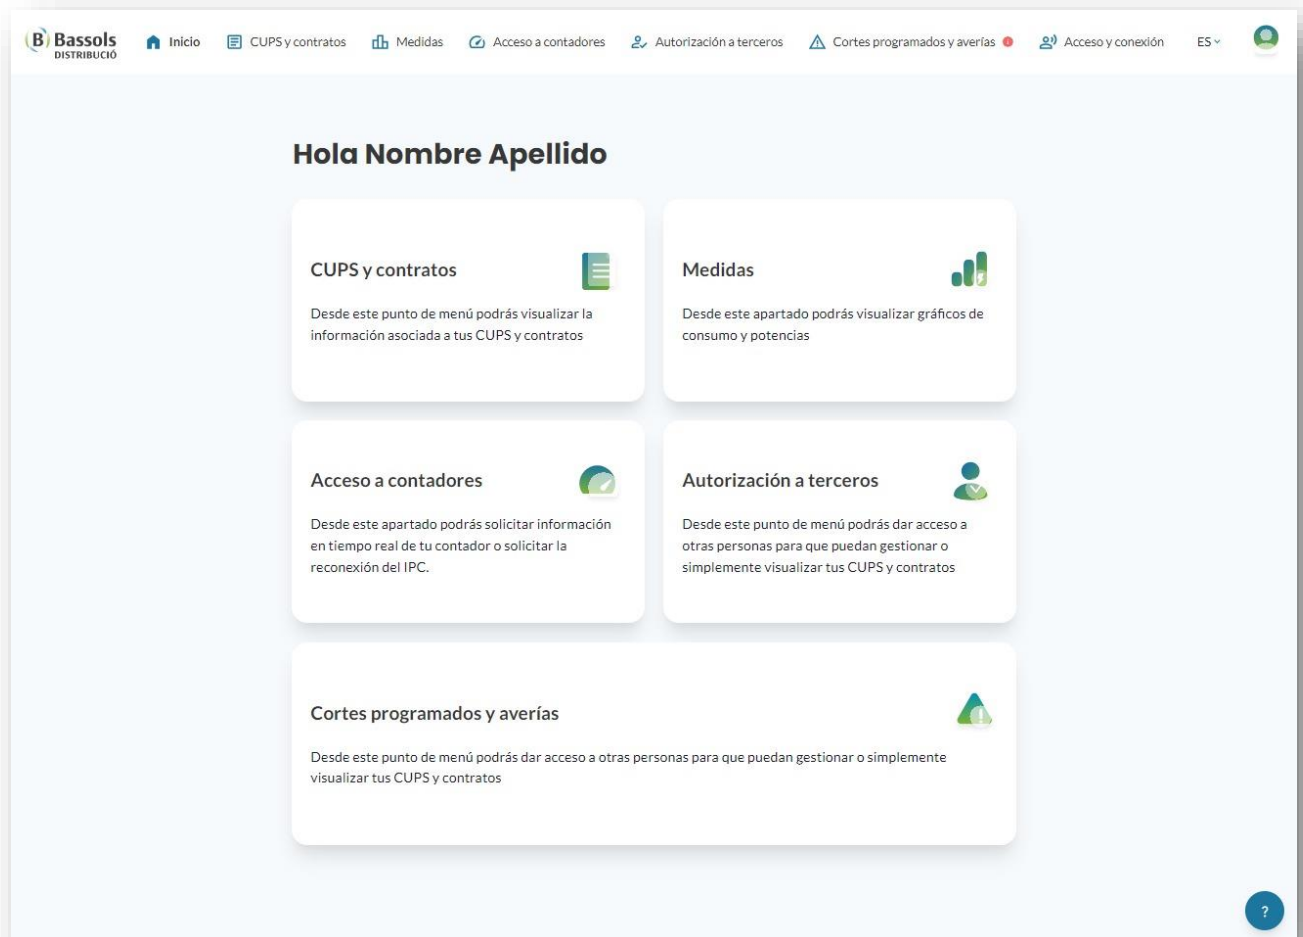 (B) Bassols
DISTRIBUCIÓ
Inicio
CUPS y contratos
Medidas
Acceso a contadores
Autorización a terceros
Cortes programados y averías
Acceso y conexión
ES
Hola Nombre Apellido
CUPS y contratos
Desde este punto de menú podrás visualizar la
información asociada a tus CUPS y contratos
Medidas
Desde este apartado podrás visualizar gráficos de
consumo y potencias
Acceso a contadores
Desde este apartado podrás solicitar información
en tiempo real de tu contador o solicitar la
reconexión del IPC.
Autorización a terceros
Desde este punto de menú podrás dar acceso a
otras personas para que puedan gestionar o
simplemente visualizar tus CUPS y contratos
Cortes programados y averías
Desde este punto de menú podrás dar acceso a otras personas para que puedan gestionar o simplemente
visualizar tus CUPS y contratos
?